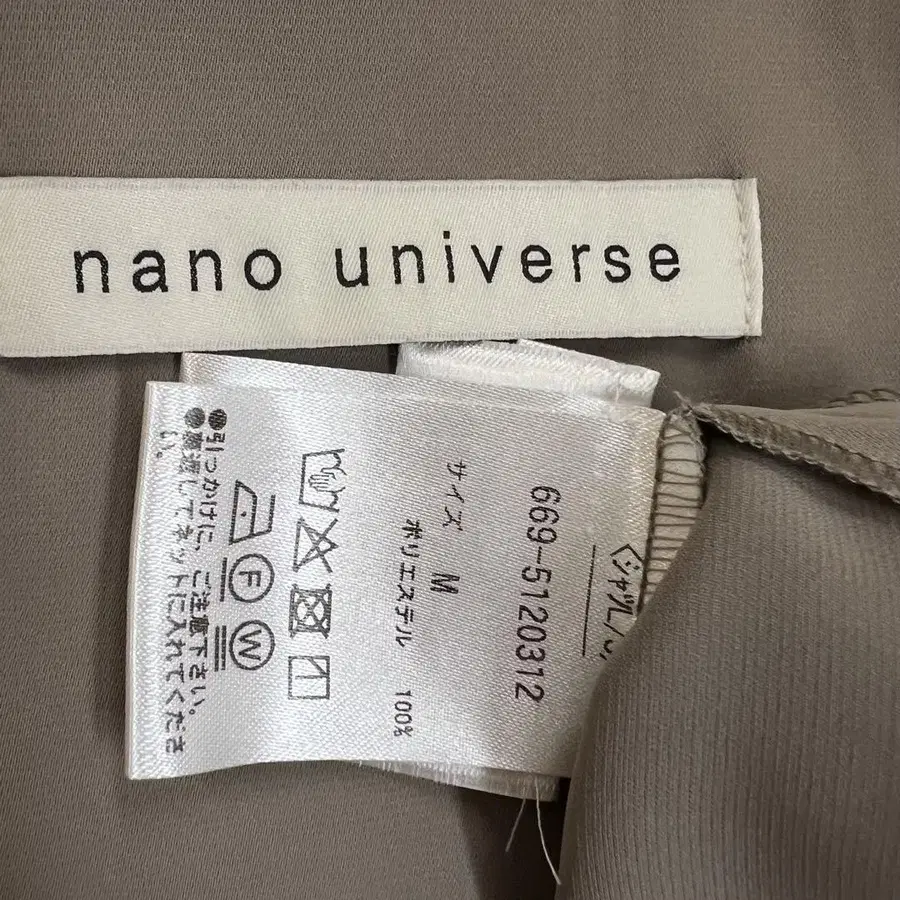 nano universe
669-5120312
サイズ M
ポリエステル 100%
F W
●引っかけに、ご注意下さい。
●裏返してネットに入れてくださ
い。